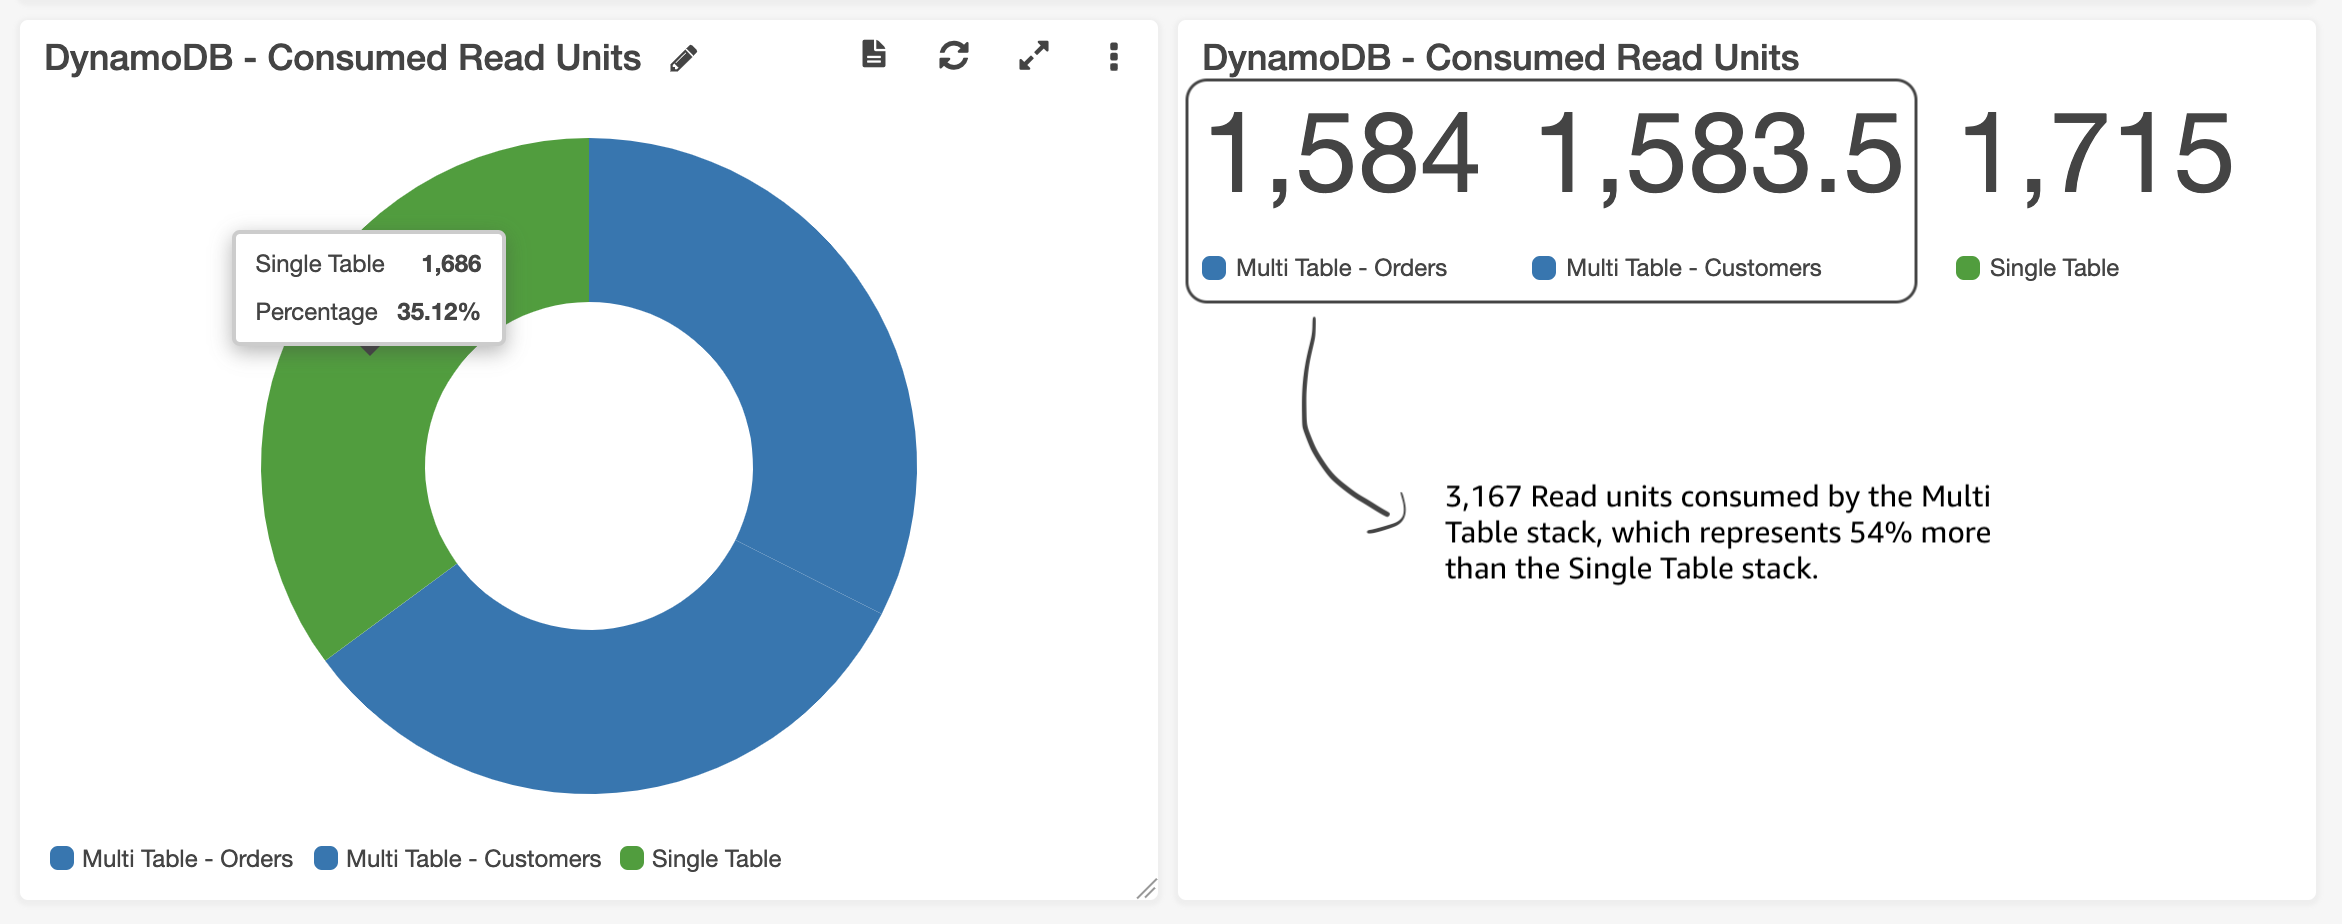 DynamoDB - Consumed Read Units
Single Table 1,686
Percentage 35.12%
Multi Table - Orders Multi Table - Customers Single Table
DynamoDB - Consumed Read Units
1,584 1,583.5 1,715
Multi Table - Orders Multi Table - Customers Single Table
3,167 Read units consumed by the Multi
Table stack, which represents 54% more
than the Single Table stack.